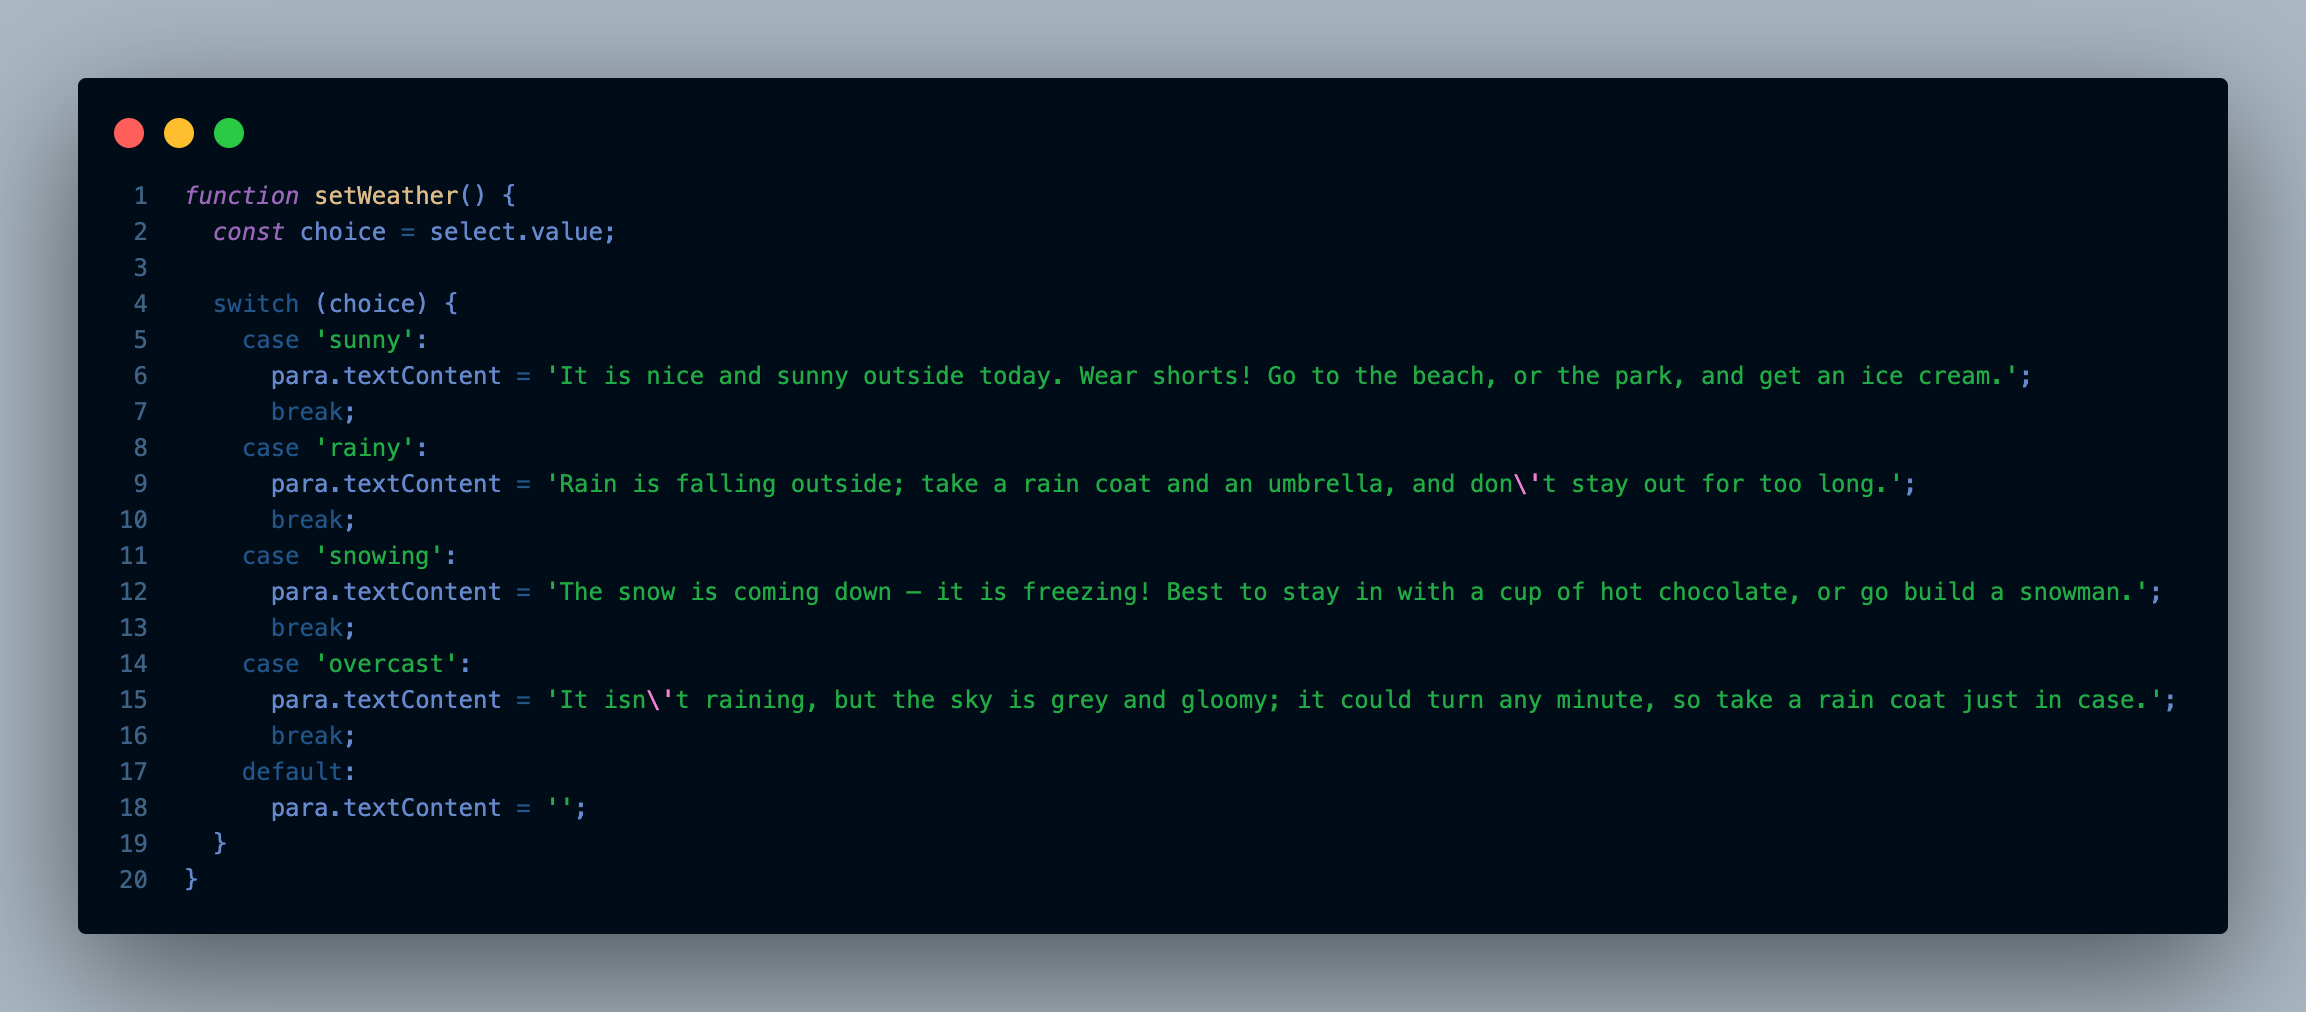 1 function setWeather() {
2   const choice = select.value;
3
4   switch (choice) {
5     case 'sunny':
6       para.textContent = 'It is nice and sunny outside today. Wear shorts! Go to the beach, or the park, and get an ice cream.';
7       break;
8     case 'rainy':
9       para.textContent = 'Rain is falling outside; take a rain coat and an umbrella, and don\'t stay out for too long.';
10       break;
11     case 'snowing':
12       para.textContent = 'The snow is coming down — it is freezing! Best to stay in with a cup of hot chocolate, or go build a snowman.';
13       break;
14     case 'overcast':
15       para.textContent = 'It isn\'t raining, but the sky is grey and gloomy; it could turn any minute, so take a rain coat just in case.';
16       break;
17     default:
18       para.textContent = '';
19   }
20 }